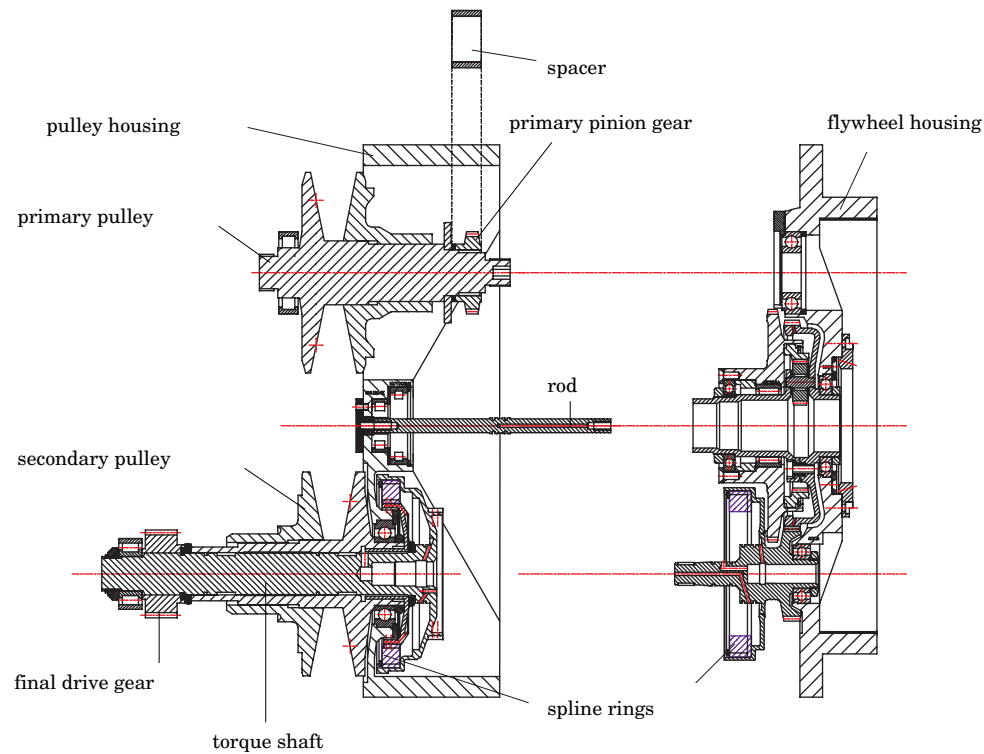 spacer
pulley housing
primary pinion gear
flywheel housing
primary pulley
rod
secondary pulley
final drive gear
spline rings
torque shaft